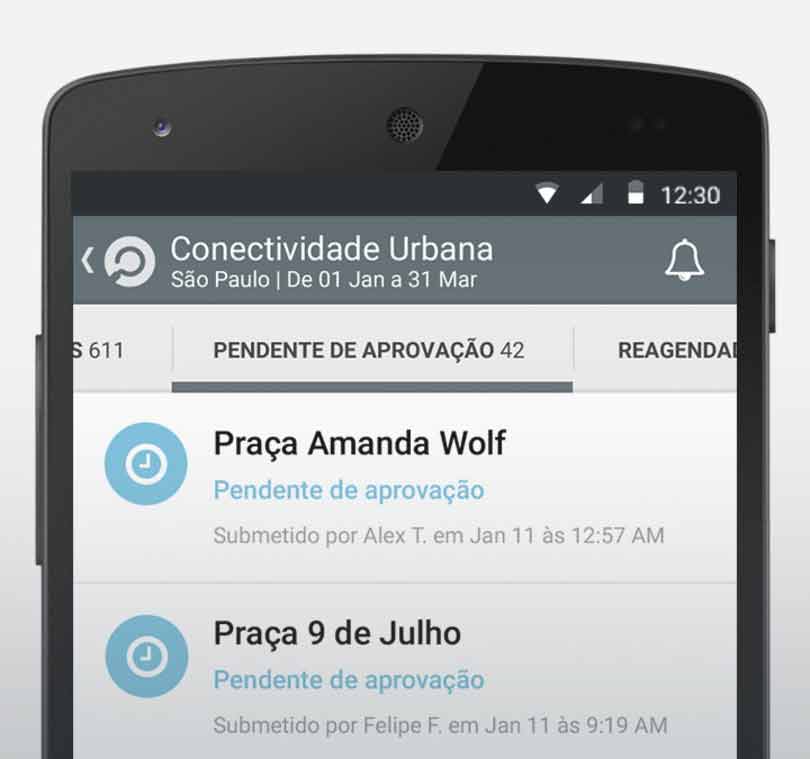 12:30
Conectividade Urbana
São Paulo | De 01 Jan a 31 Mar
S 611
PENDENTE DE APROVAÇÃO 42
REAGENDA
Praça Amanda Wolf
Pendente de aprovação
Submetido por Alex T. em Jan 11 às 12:57 AM
Praça 9 de Julho
Pendente de aprovação
Submetido por Felipe F. em Jan 11 às 9:19 AM